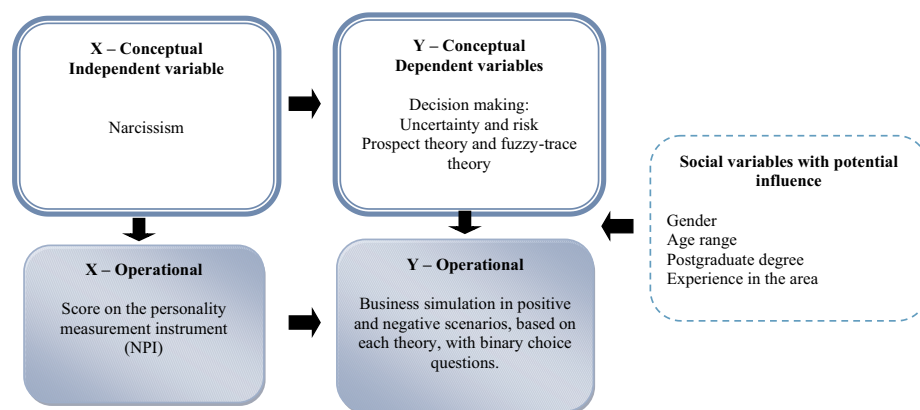 X – Conceptual
Independent variable
Narcissism
Y – Conceptual
Dependent variables
Decision making:
Uncertainty and risk
Prospect theory and fuzzy-trace
theory
Social variables with potential
influence
Gender
Age range
Postgraduate degree
Experience in the area
X – Operational
Score on the personality
measurement instrument
(NPI)
Y – Operational
Business simulation in positive
and negative scenarios, based on
each theory, with binary choice
questions.